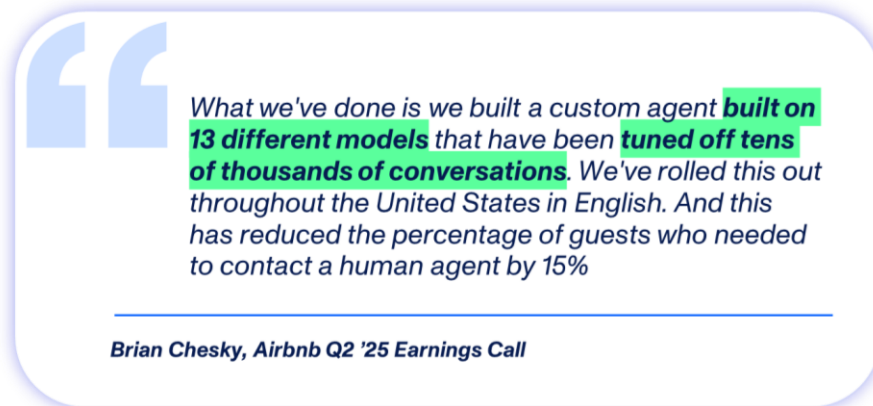 What we've done is we built a custom agent built on
13 different models that have been tuned off tens
of thousands of conversations. We've rolled this out
throughout the United States in English. And this
has reduced the percentage of guests who needed
to contact a human agent by 15%
Brian Chesky, Airbnb Q2 ’25 Earnings Call